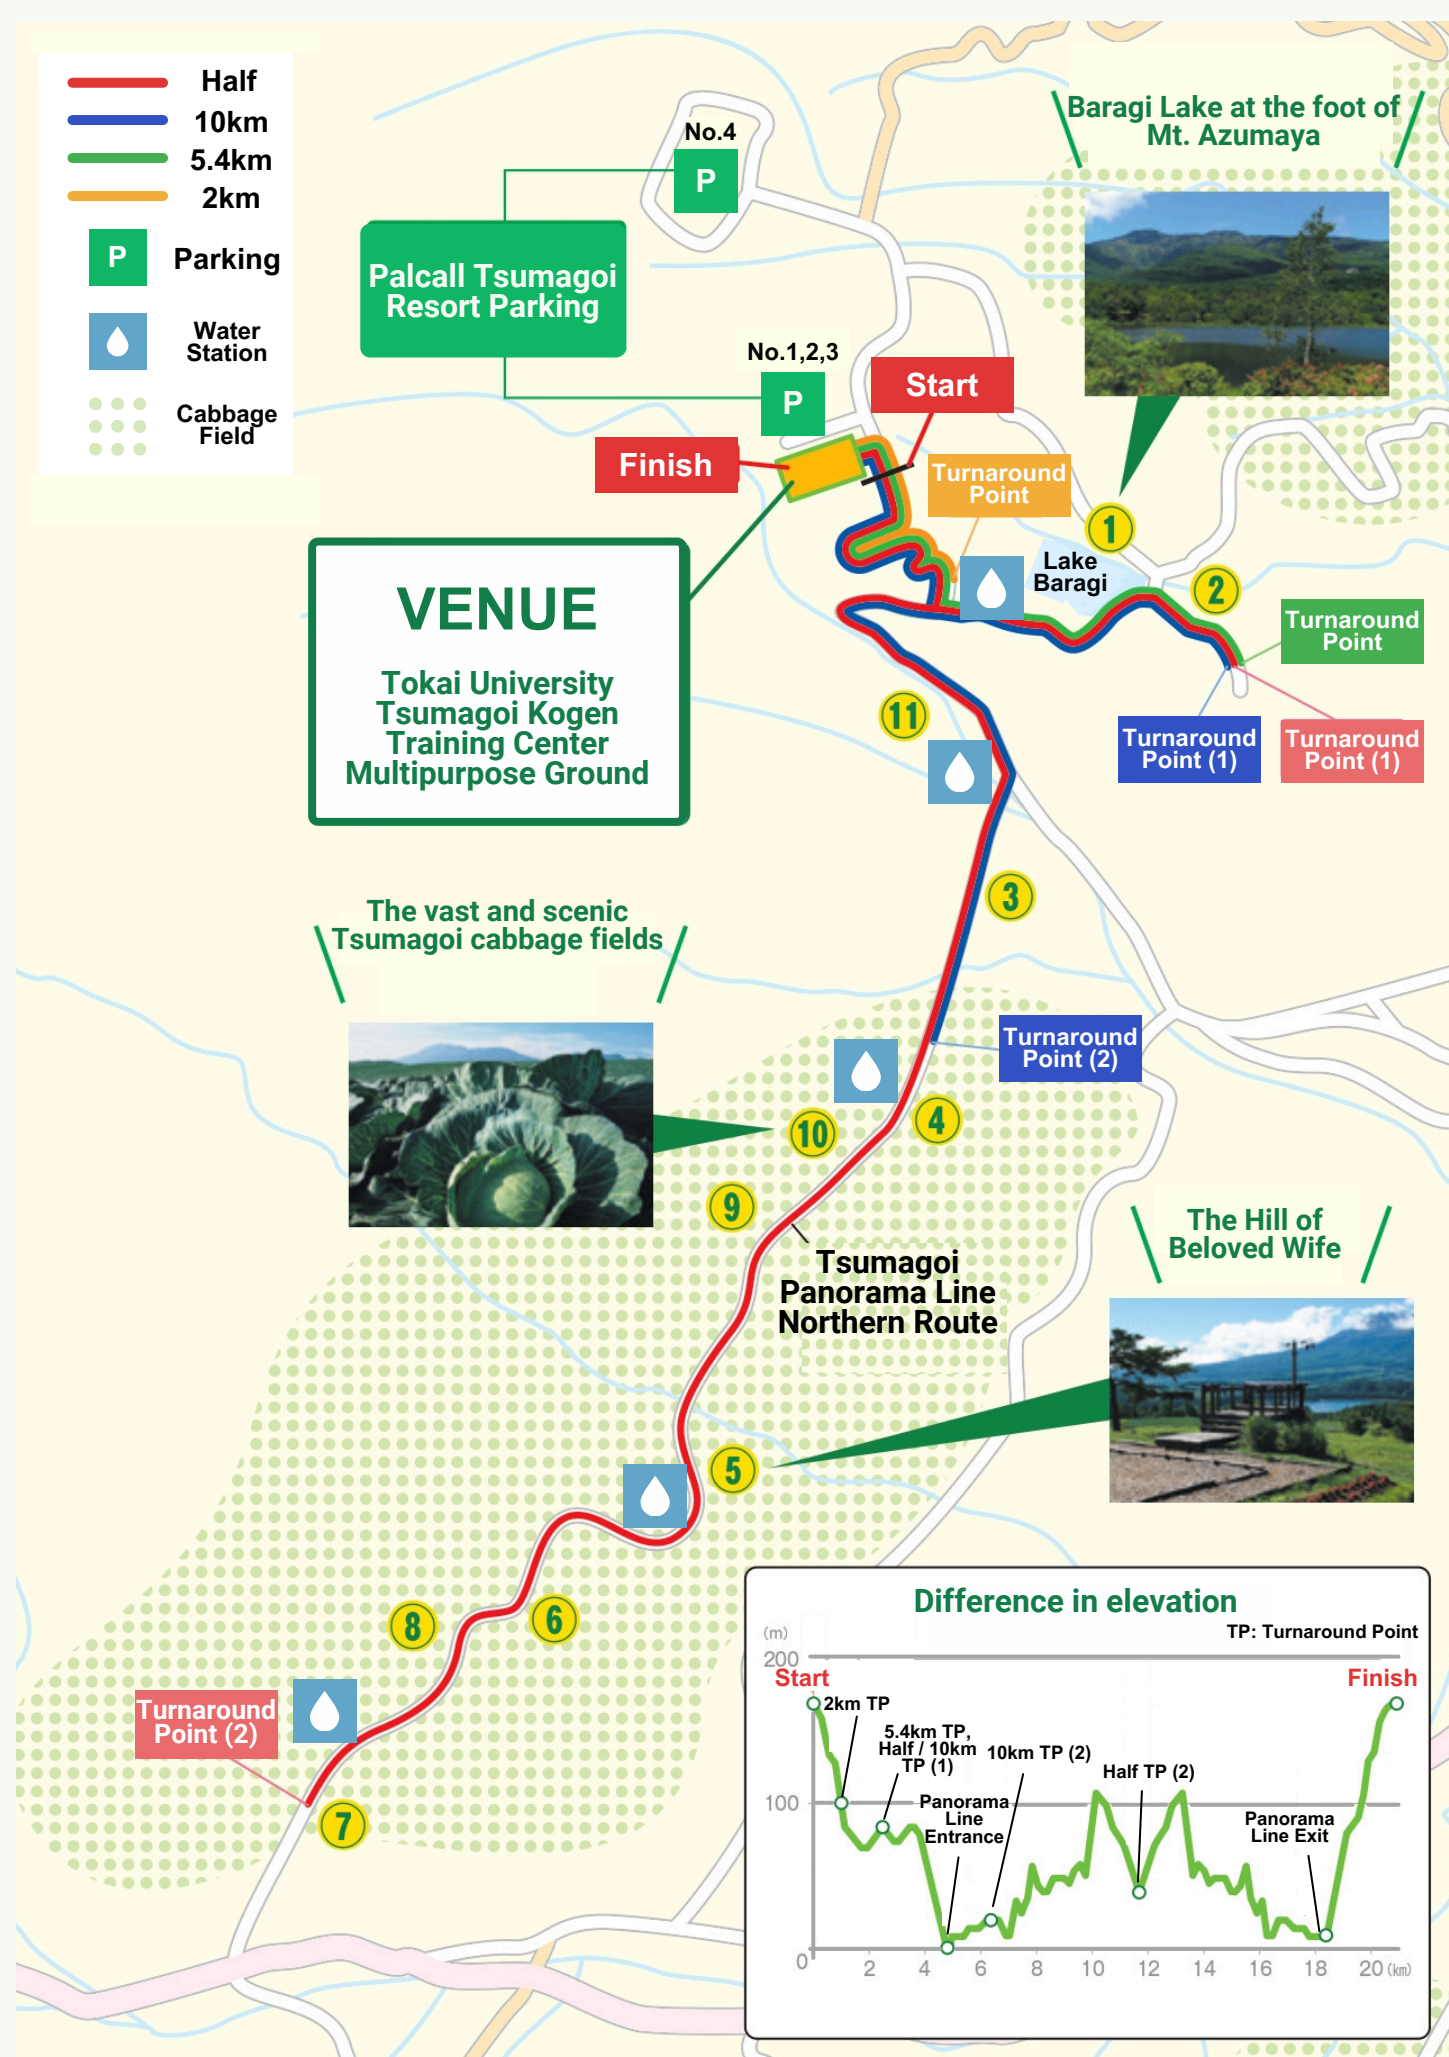 Half
10km
5.4km
2km
P
Parking
Water
Station
Cabbage
Field
No.4
P
Palcall Tsumagoi
Resort Parking
No.1,2,3
P
Start
Finish
Baragi Lake at the foot of
Mt. Azumaya
Turnaround
Point
1
Lake
Baragi
2
Turnaround
Point
VENUE
Tokai University
Tsumagoi Kogen
Training Center
Multipurpose Ground
11
Turnaround
Point (1)
Turnaround
Point (1)
3
The vast and scenic
Tsumagoi cabbage fields
Turnaround
Point (2)
4
10
9
Tsumagoi
Panorama Line
Northern Route
The Hill of
Beloved Wife
5
6
8
Turnaround
Point (2)
7
Difference in elevation
TP: Turnaround Point
(m)
200
Start
Finish
2km TP
5.4km TP,
Half / 10km
TP (1)
10km TP (2)
Half TP (2)
100
Panorama
Line
Entrance
Panorama
Line Exit
0
2
4
6
8
10
12
14
16
18
20
(km)